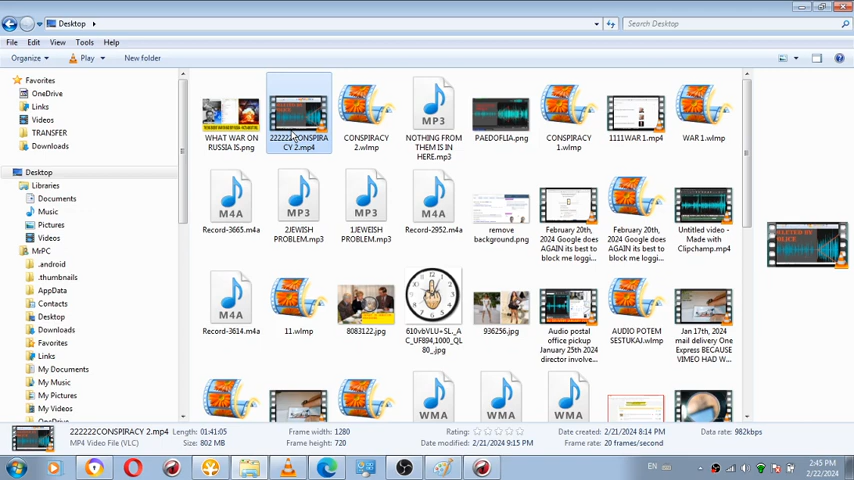 Desktop
Search Desktop
File Edit View Tools Help
Organize Play New folder
Favorites
OneDrive
Links
Videos
TRANSFER
Downloads
Desktop
Libraries
Documents
Music
Pictures
Videos
MrPC
.android
.thumbnails
AppData
Contacts
Desktop
Downloads
Favorites
Links
My Documents
My Music
My Pictures
My Videos
OneDrive
WHAT WAR ON
RUSSIA IS.png
222222CONSPIRA
CY 2.mp4
CONSPIRACY
2.wlmp
MP3
NOTHING FROM
THEM IS IN
HERE.mp3
PAEDOFLIA.png
CONSPIRACY
1.wlmp
1111WAR 1.mp4
WAR 1.wlmp
M4A
Record-3665.m4a
MP3
2JEWISH
PROBLEM.mp3
MP3
1JEWISH
PROBLEM.mp3
M4A
Record-2952.m4a
remove
background.png
February 20th,
2024 Google does
AGAIN its best to
block me loggi...
February 20th,
2024 Google does
AGAIN its best to
block me loggi...
Untitled video -
Made with
Clipchamp.mp4
M4A
Record-3614.m4a
11.wlmp
8083122.jpg
610vbVLU+SL._A
C_UF894,1000_QL
80_.jpg
936256.jpg
Audio postal
office pickup
January 25th 2024
director involve...
AUDIO POTEM
SESTUKAJ.wlmp
Jan 17th, 2024
mail delivery One
Express BECAUSE
VIMEO HAD W...
WMA
WMA
WMA
222222CONSPIRACY 2.mp4 Length: 01:41:05 Frame width: 1280 Rating: Date created: 2/21/2024 8:14 PM Data rate: 982kbps
MP4 Video File (VLC) Size: 802 MB Frame height: 720 Date modified: 2/21/2024 9:15 PM Frame rate: 20 frames/second
EN
2:45 PM
2/22/2024